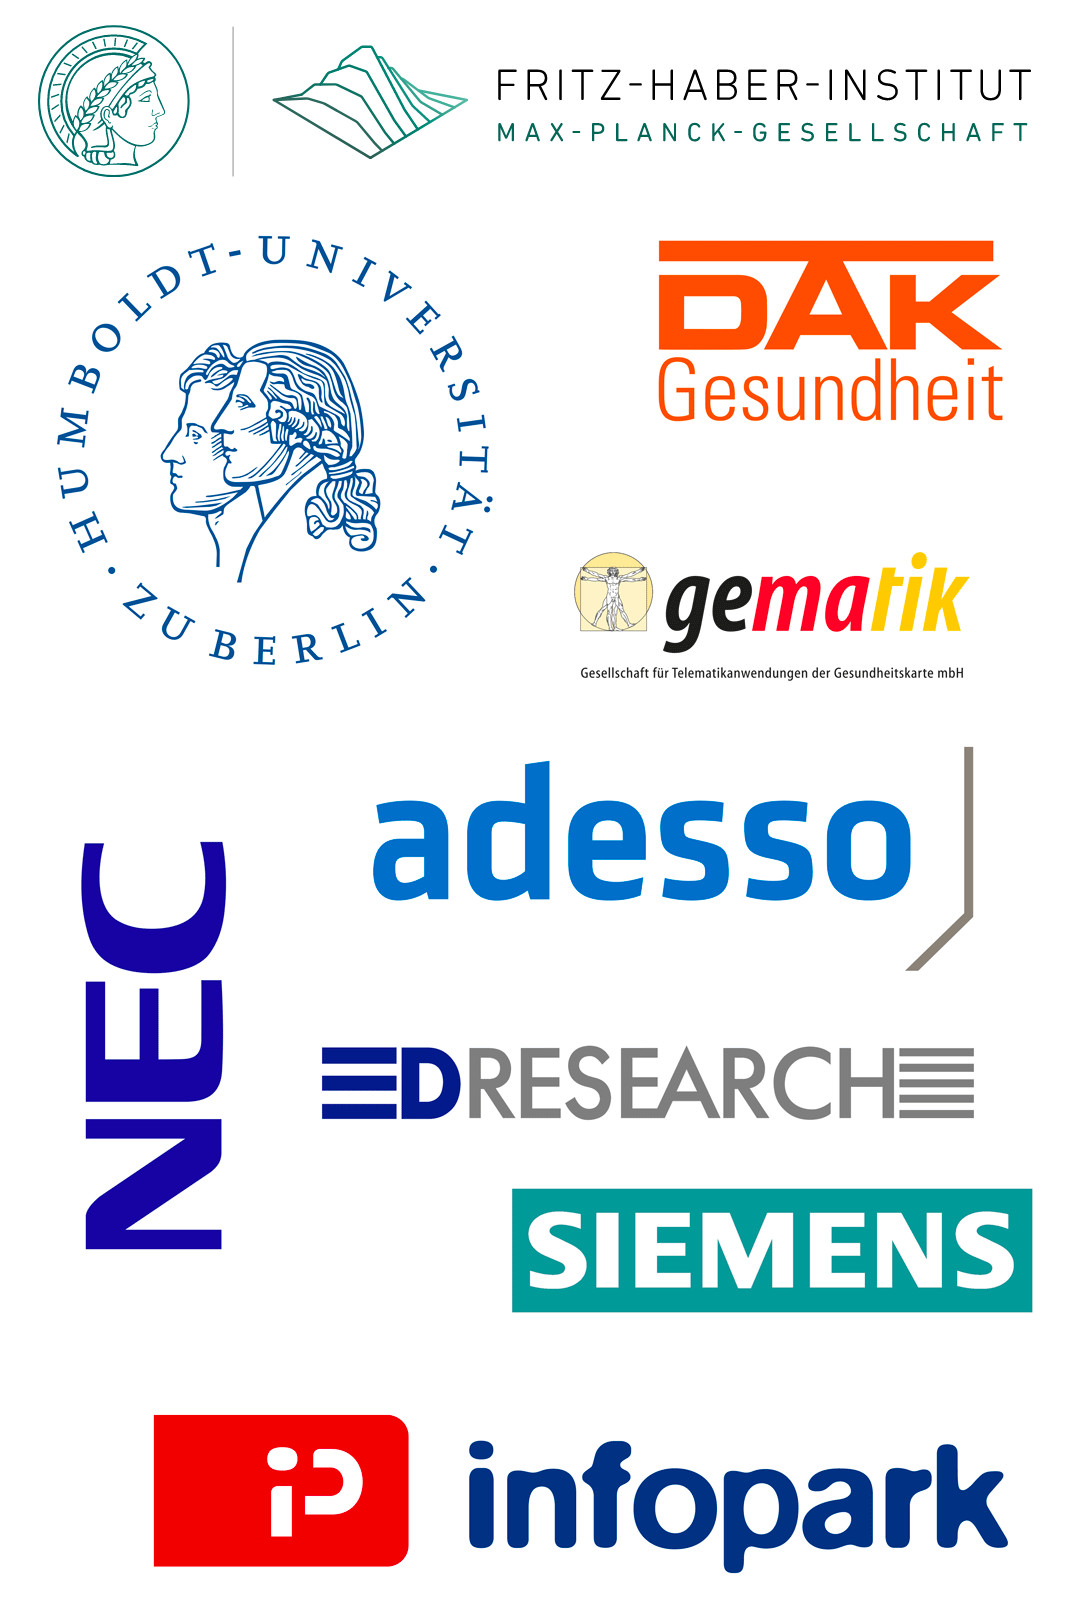 FRITZ-HABER-INSTITUT
MAX-PLANCK-GESELLSCHAFT
HUMBOLDT-UNIVERSITÄT
· ZU BERLIN ·
DAK
Gesundheit
gematik
Gesellschaft für Telematikanwendungen der Gesundheitskarte mbH
adesso
NEC
DRESEARCH
SIEMENS
ip
infopark